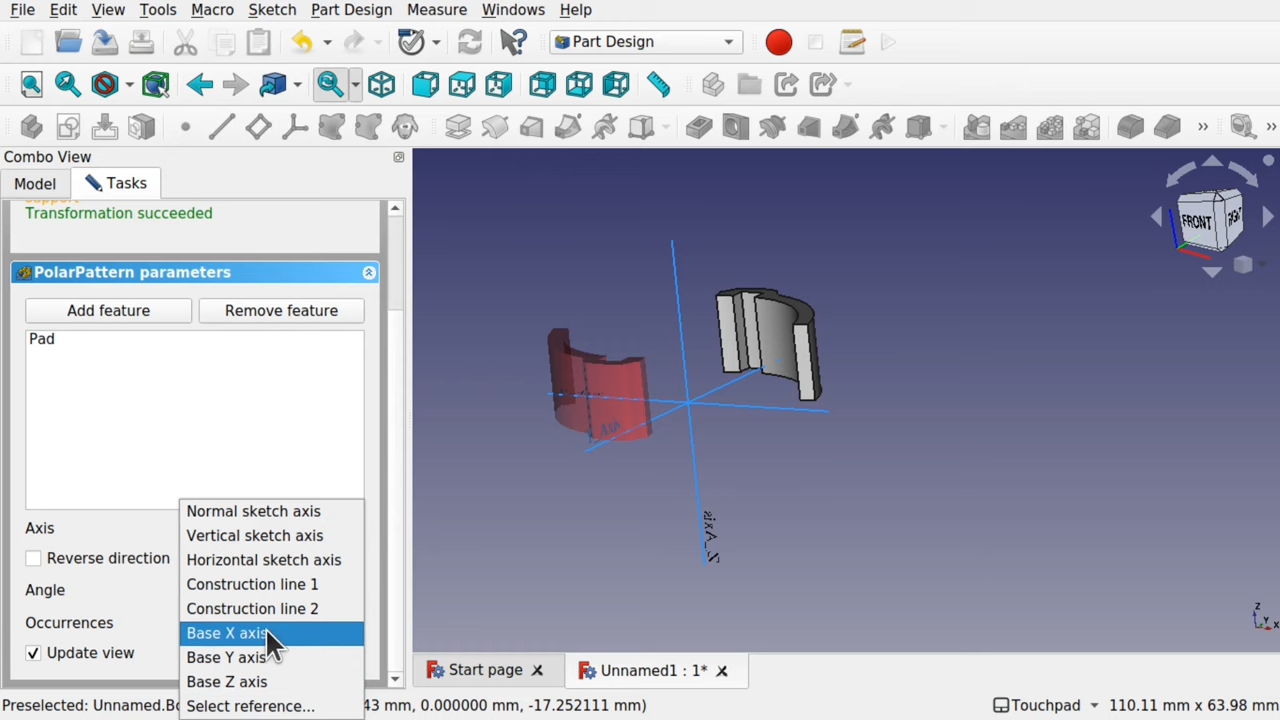 File Edit View Tools Macro Sketch Part Design Measure Windows Help
Part Design
Combo View
Model Tasks
Transformation succeeded
PolarPattern parameters
Add feature Remove feature
Pad
Axis
Reverse direction
Angle
Occurrences
Update view
Normal sketch axis
Vertical sketch axis
Horizontal sketch axis
Construction line 1
Construction line 2
Base X axis
Base Y axis
Base Z axis
Select reference...
FRONT RIGHT
Z_Axis
Z
Y
X
Start page Unnamed1 : 1*
Preselected: Unnamed.Bo 43 mm, 0.000000 mm, -17.252111 mm) Touchpad 110.11 mm x 63.98 mm